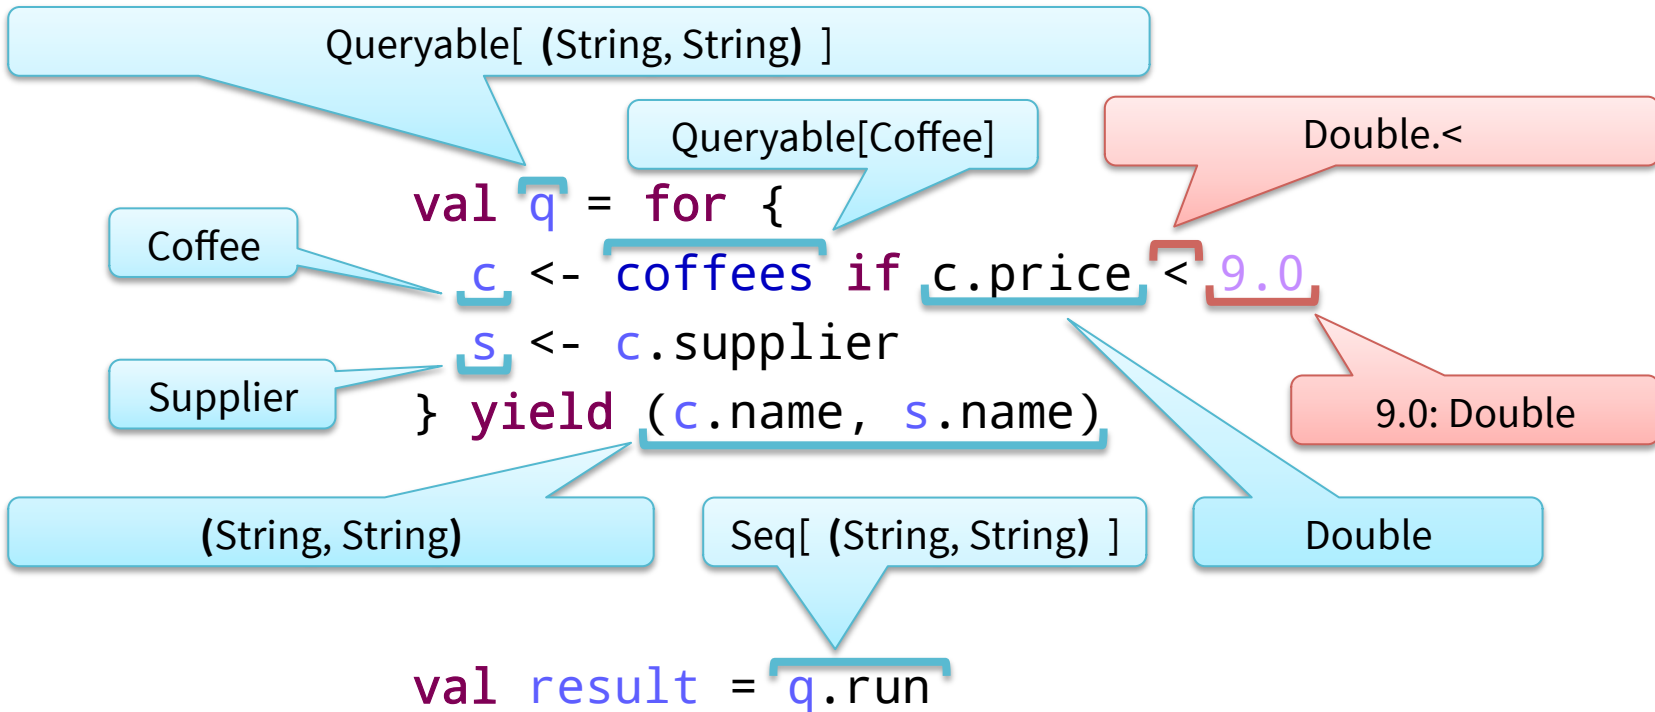 Queryable[ (String, String) ]
Queryable[Coffee]
Double.<
val q = for {
Coffee
c <- coffees if c.price < 9.0
s <- c.supplier
Supplier
} yield (c.name, s.name)
9.0: Double
(String, String)
Seq[ (String, String) ]
Double
val result = q.run